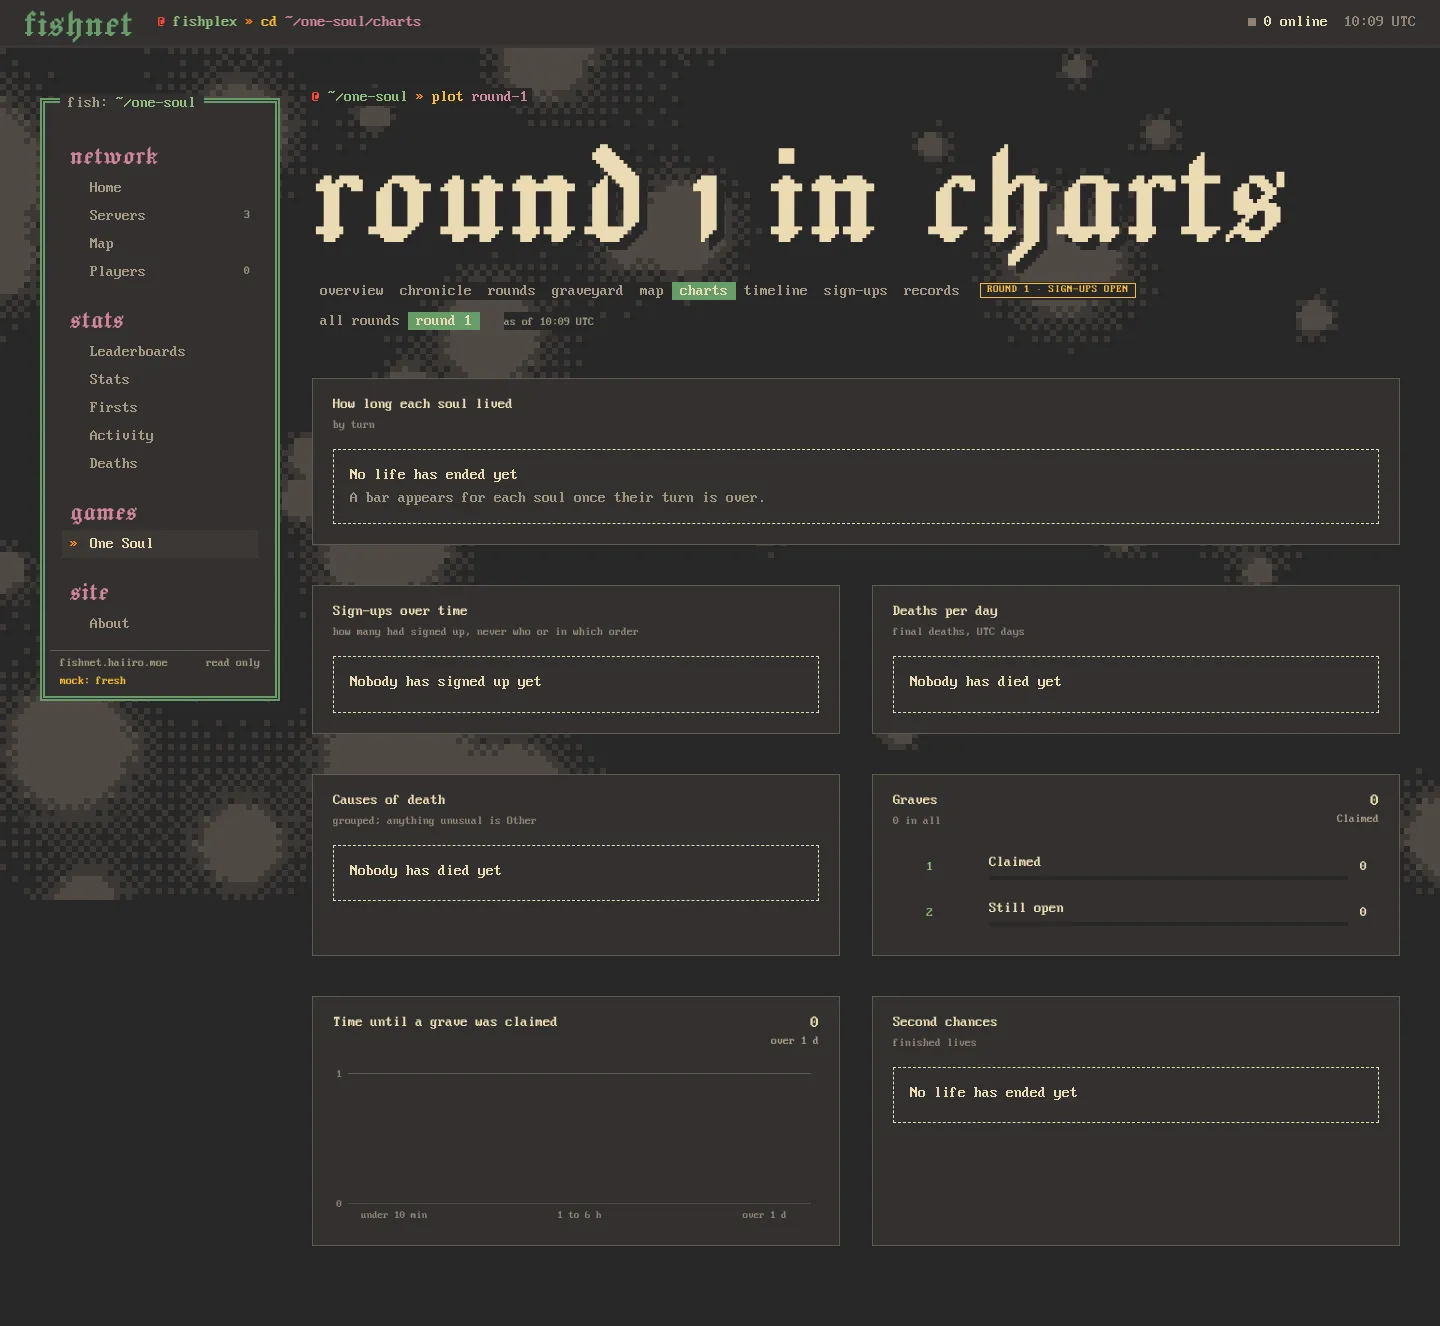 fishnet
@ fishplex » cd ~/one-soul/charts
0 online 10:09 UTC
fish: ~/one-soul
network
Home
Servers 3
Map
Players 0
stats
Leaderboards
Stats
Firsts
Activity
Deaths
games
» One Soul
site
About
fishnet.haiiro.moe read only
mock: fresh
@ ~/one-soul » plot round-1
round 1 in charts
overview chronicle rounds graveyard map charts timeline sign-ups records ROUND 1 · SIGN-UPS OPEN
all rounds round 1 as of 10:09 UTC
How long each soul lived
by turn
No life has ended yet
A bar appears for each soul once their turn is over.
Sign-ups over time
how many had signed up, never who or in which order
Nobody has signed up yet
Deaths per day
final deaths, UTC days
Nobody has died yet
Causes of death
grouped; anything unusual is Other
Nobody has died yet
Graves 0
0 in all Claimed
1 Claimed 0
2 Still open 0
Time until a grave was claimed 0
over 1 d
1
0
under 10 min 1 to 6 h over 1 d
Second chances
finished lives
No life has ended yet